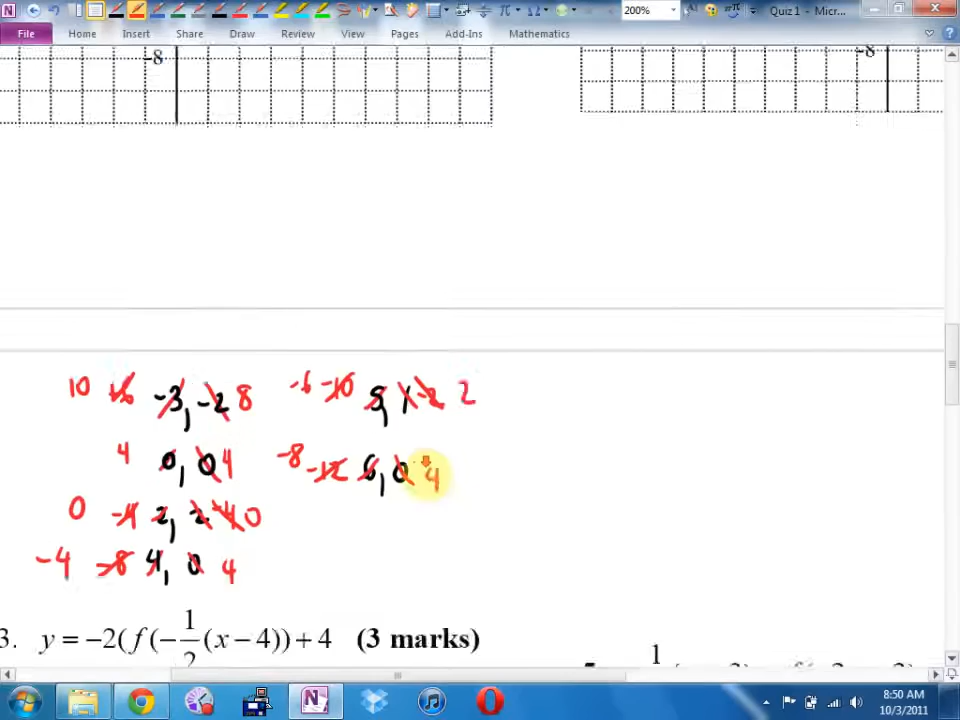 200% Quiz 1 - Micr...
File Home Insert Share Draw Review View Pages Add-Ins Mathematics
-8 -8
10 -3, -2 8 -6 -10 5, 1 -2 2
4 0, 0 4 -8 -12 6, 0 4
0 -4 2, 2 -4 0
-4 -8 4, 0 4
3. y = −2(f(−1/2(x − 4)) + 4 (3 marks)
8:50 AM
10/3/2011